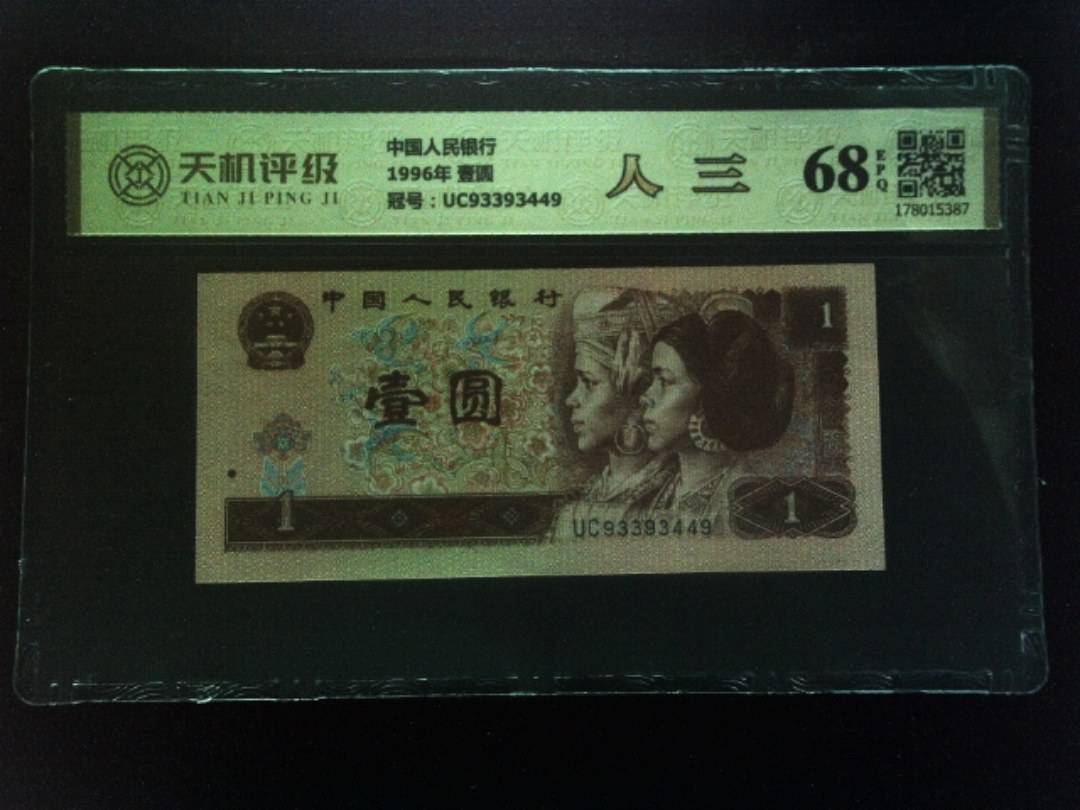 天机评级
TIAN JI PING JI
中国人民银行
1996年 壹圆
冠号：UC93393449
人三
68
EPQ
178015387
中国人民银行
1
壹圆
1
UC93393449
1